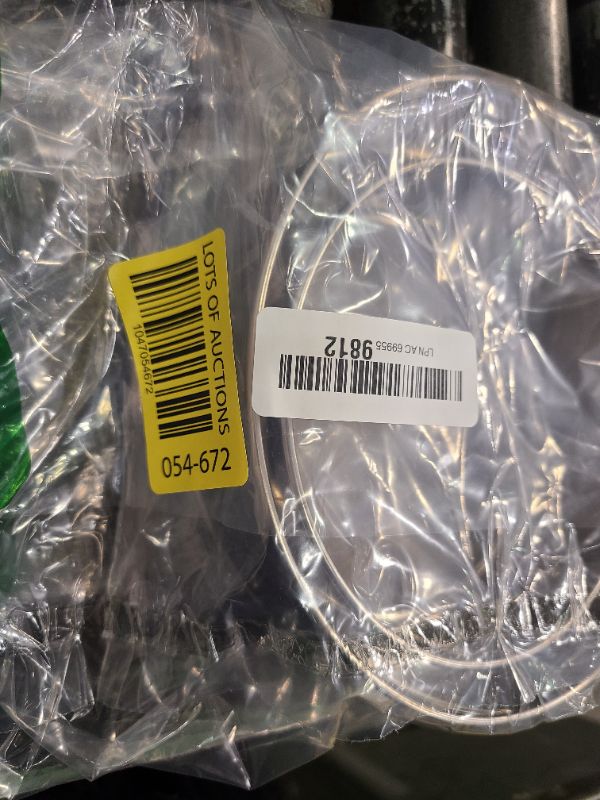 LOTS OF AUCTIONS
1047054672
054-672
LPN AC 69955
9812